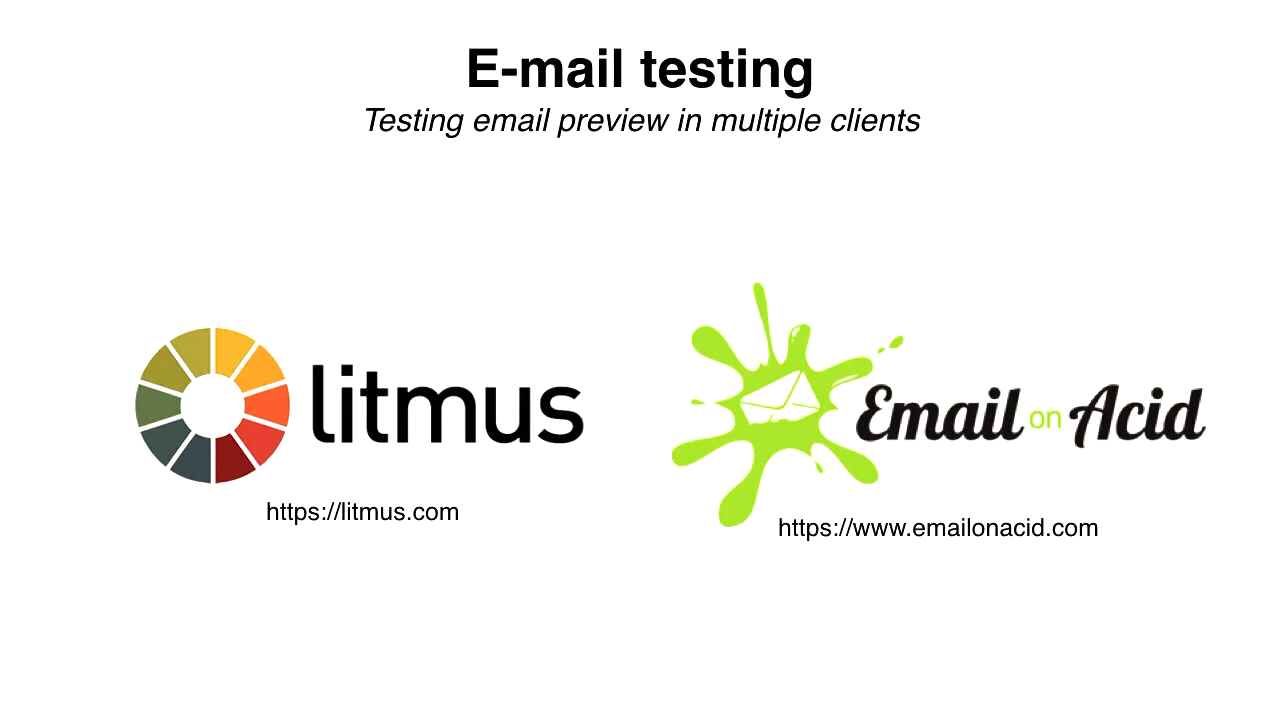 E-mail testing
Testing email preview in multiple clients
litmus
https://litmus.com
Email on Acid
https://www.emailonacid.com